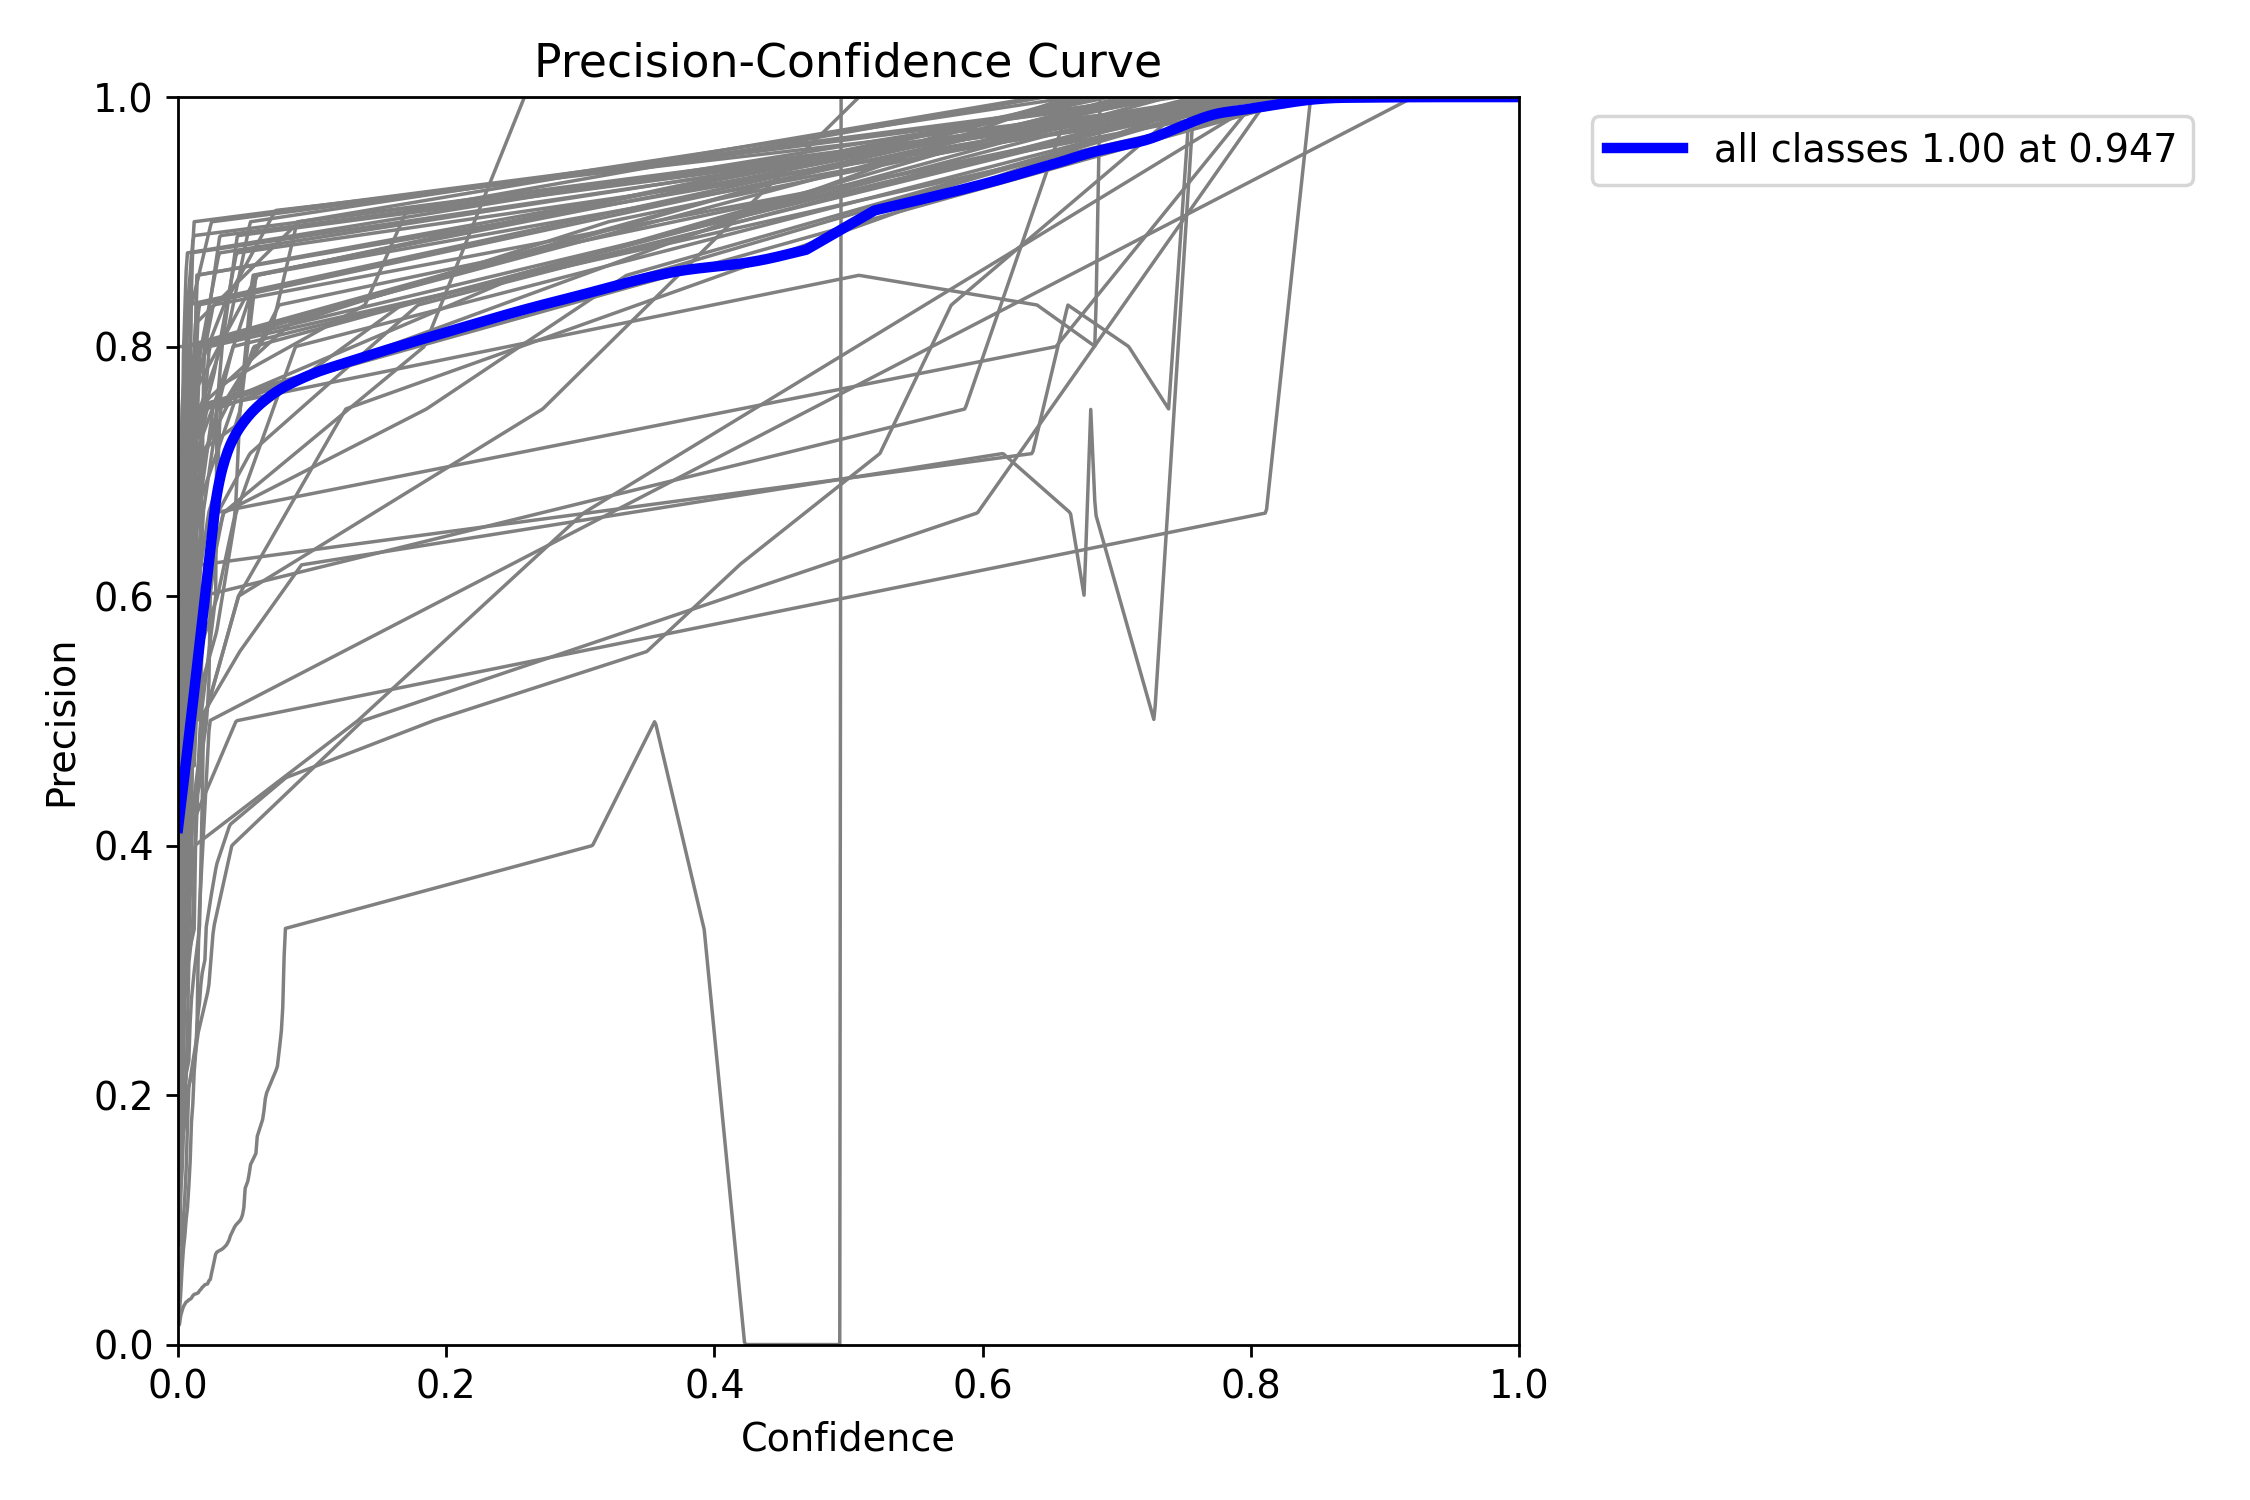 Precision-Confidence Curve
all classes 1.00 at 0.947
Precision
1.0
0.8
0.6
0.4
0.2
0.0
0.0 0.2 0.4 0.6 0.8 1.0
Confidence